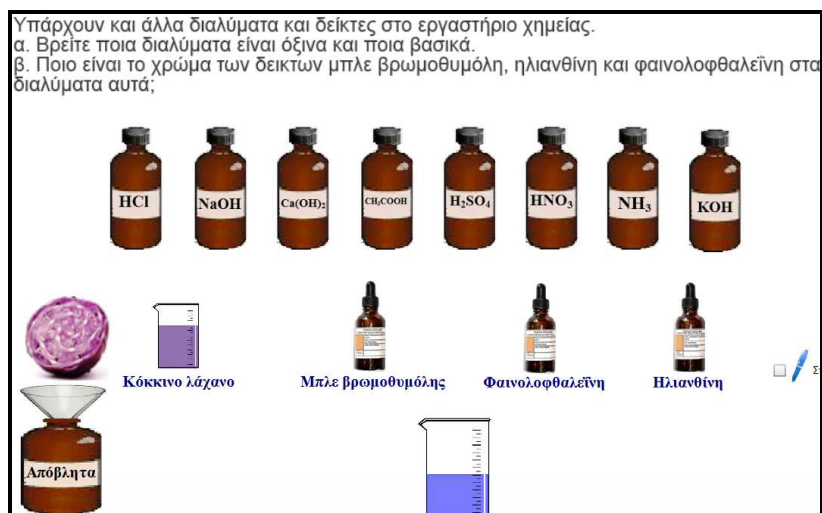 Υπάρχουν και άλλα διαλύματα και δείκτες στο εργαστήριο χημείας.
α. Βρείτε ποια διαλύματα είναι όξινα και ποια βασικά.
β. Ποιο είναι το χρώμα των δεικτων μπλε βρωμοθυμόλη, ηλιανθίνη και φαινολοφθαλεΐνη στα
διαλύματα αυτά;
HCl NaOH Ca(OH)₂ CH₃COOH H₂SO₄ HNO₃ NH₃ KOH
Κόκκινο λάχανο Μπλε βρωμοθυμόλης Φαινολοφθαλεΐνη Ηλιανθίνη
Απόβλητα